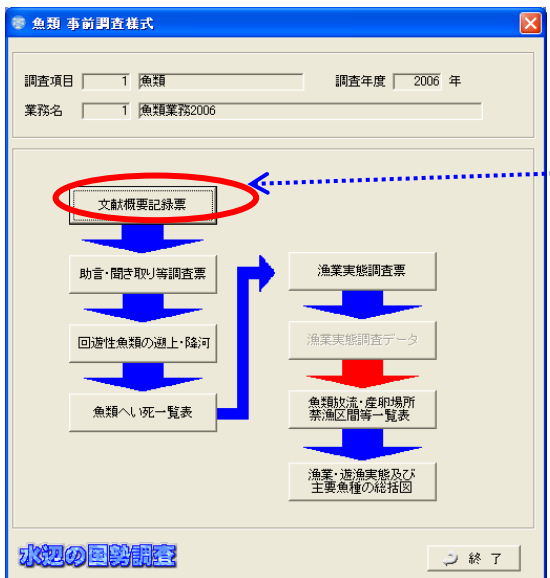 魚類 事前調査様式
調査項目 1 魚類 調査年度 2006 年
業務名 1 魚類業務2006
文献概要記録票
助言・聞き取り等調査票
回遊性魚類の遡上・降河
魚類へい死一覧表
漁業実態調査票
漁業実態調査データ
魚類放流・産卵場所
禁漁区間等一覧表
漁業・遊漁実態及び
主要魚種の総括図
水辺の国勢調査
終 了